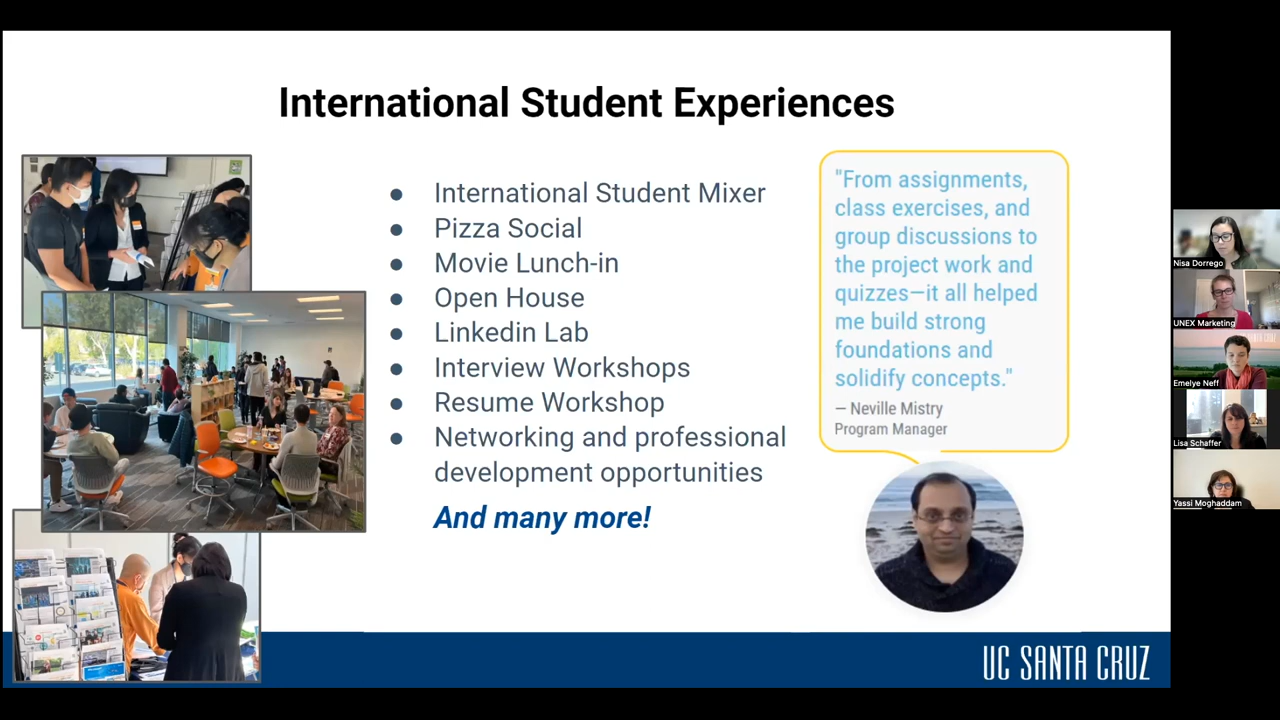 International Student Experiences
● International Student Mixer
● Pizza Social
● Movie Lunch-in
● Open House
● Linkedin Lab
● Interview Workshops
● Resume Workshop
● Networking and professional
development opportunities
And many more!
"From assignments,
class exercises, and
group discussions to
the project work and
quizzes—it all helped
me build strong
foundations and
solidify concepts."
— Neville Mistry
Program Manager
UC SANTA CRUZ
Nisa Dorrego
UNEX Marketing
Emelye Neff
Lisa Schaffer
Yassi Moghaddam